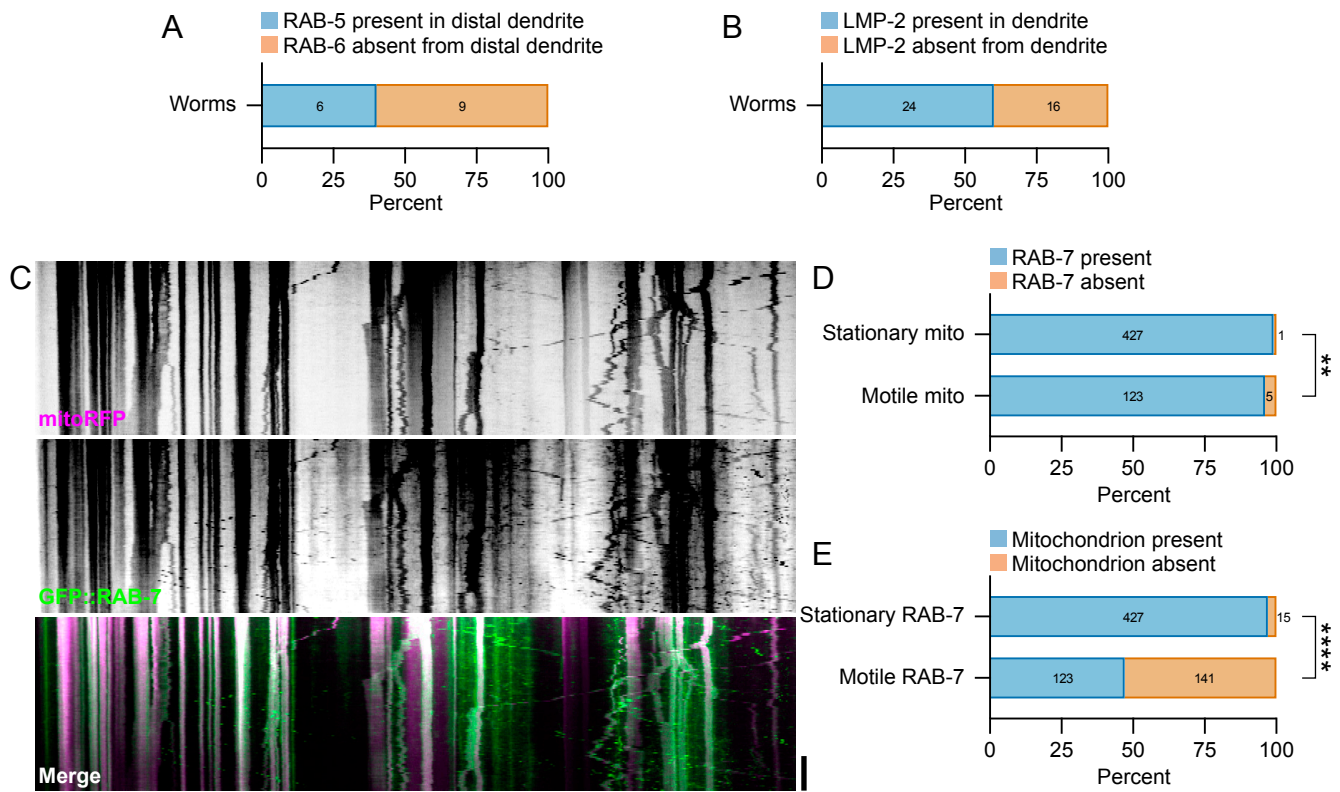 A
RAB-5 present in distal dendrite
RAB-6 absent from distal dendrite
Worms
6
9
0
25
50
75
100
Percent
B
LMP-2 present in dendrite
LMP-2 absent from dendrite
Worms
24
16
0
25
50
75
100
Percent
C
mitoRFP
GFP::RAB-7
Merge
D
RAB-7 present
RAB-7 absent
Stationary mito
427
1
Motile mito
123
5
**
0
25
50
75
100
Percent
E
Mitochondrion present
Mitochondrion absent
Stationary RAB-7
427
15
Motile RAB-7
123
141
****
0
25
50
75
100
Percent